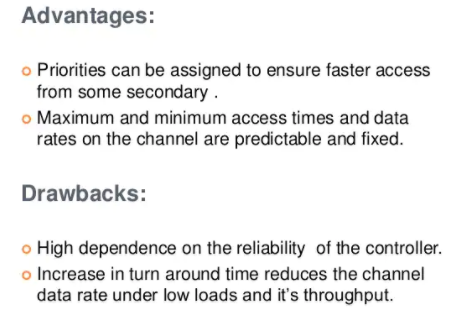 Advantages:
Priorities can be assigned to ensure faster access
from some secondary .
Maximum and minimum access times and data
rates on the channel are predictable and fixed.
Drawbacks:
High dependence on the reliability of the controller.
Increase in turn around time reduces the channel
data rate under low loads and it's throughput.